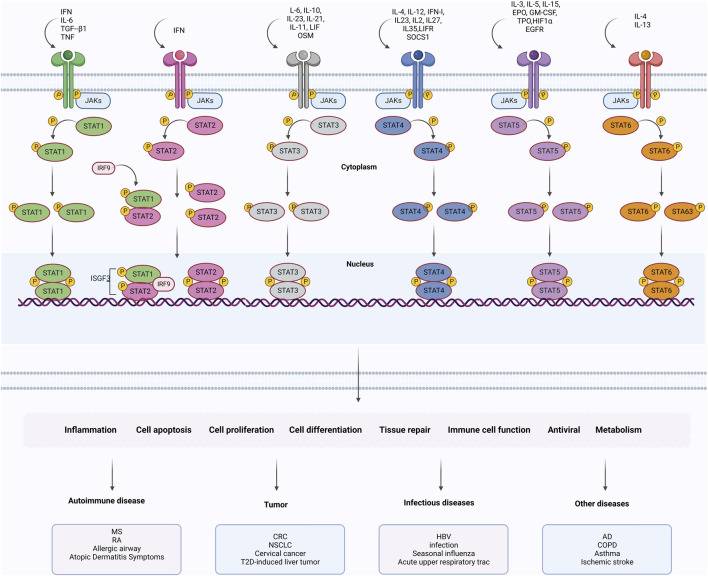 IFN
IL-6
TGF-β1
TNF
IFN
L-6, IL-10,
IL-23, IL-21,
IL-11, LIF
OSM
IL-4, IL-12, IFN-I,
IL23, IL2, IL27,
IL35,LIFR
SOCS1
IL-3, IL-5, IL-15,
EPO, GM-CSF,
TPO,HIF1α
EGFR
IL-4
IL-13
P P JAKs
P P JAKs
P P JAKs
JAKs P P
JAKs P P
JAKs P P
P STAT1
P STAT2
P STAT3
STAT4 P
STAT5 P
STAT6 P
P STAT1
P STAT2
P STAT3
STAT4 P
STAT5 P
STAT6 P
Cytoplasm
IRF9
P STAT1
P STAT2
P STAT2
P STAT2
P STAT1 P STAT1
P STAT3 P STAT3
STAT4 P STAT4 P
STAT5 P STAT5 P
STAT6 P STA63 P
Nucleus
STAT1
P P
STAT1
ISGF3
P STAT1
P STAT2
IRF9
STAT2
P P
STAT2
STAT3
P P
STAT3
STAT4
P P
STAT4
STAT5
P P
STAT5
STAT6
P P
STAT6
Inflammation Cell apoptosis Cell proliferation Cell differentiation Tissue repair Immune cell function Antiviral Metabolism
Autoimmune disease
MS
RA
Allergic airway
Atopic Dermatitis Symptoms
Tumor
CRC
NSCLC
Cervical cancer
T2D-induced liver tumor
Infectious diseases
HBV
infection
Seasonal influenza
Acute upper respiratory trac
Other diseases
AD
COPD
Asthma
Ischemic stroke